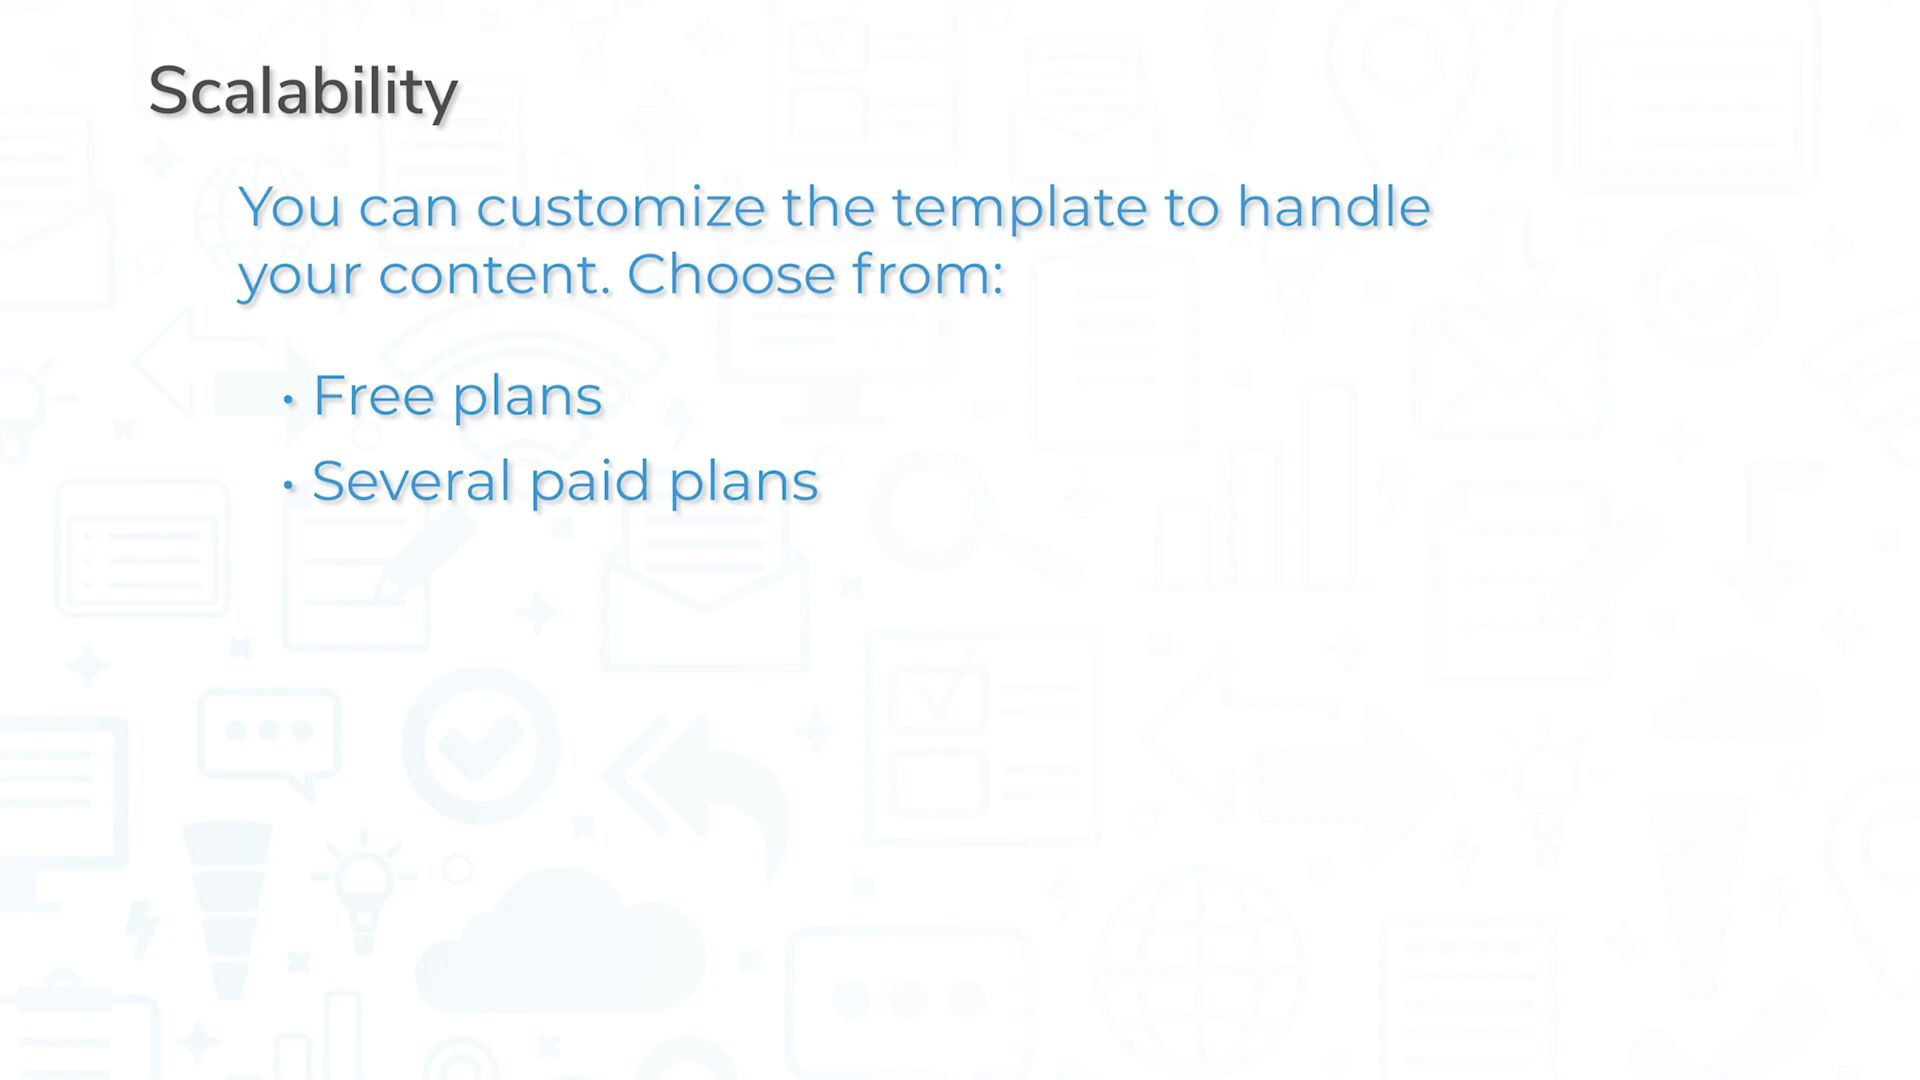 Scalability
You can customize the template to handle
your content. Choose from:
• Free plans
• Several paid plans